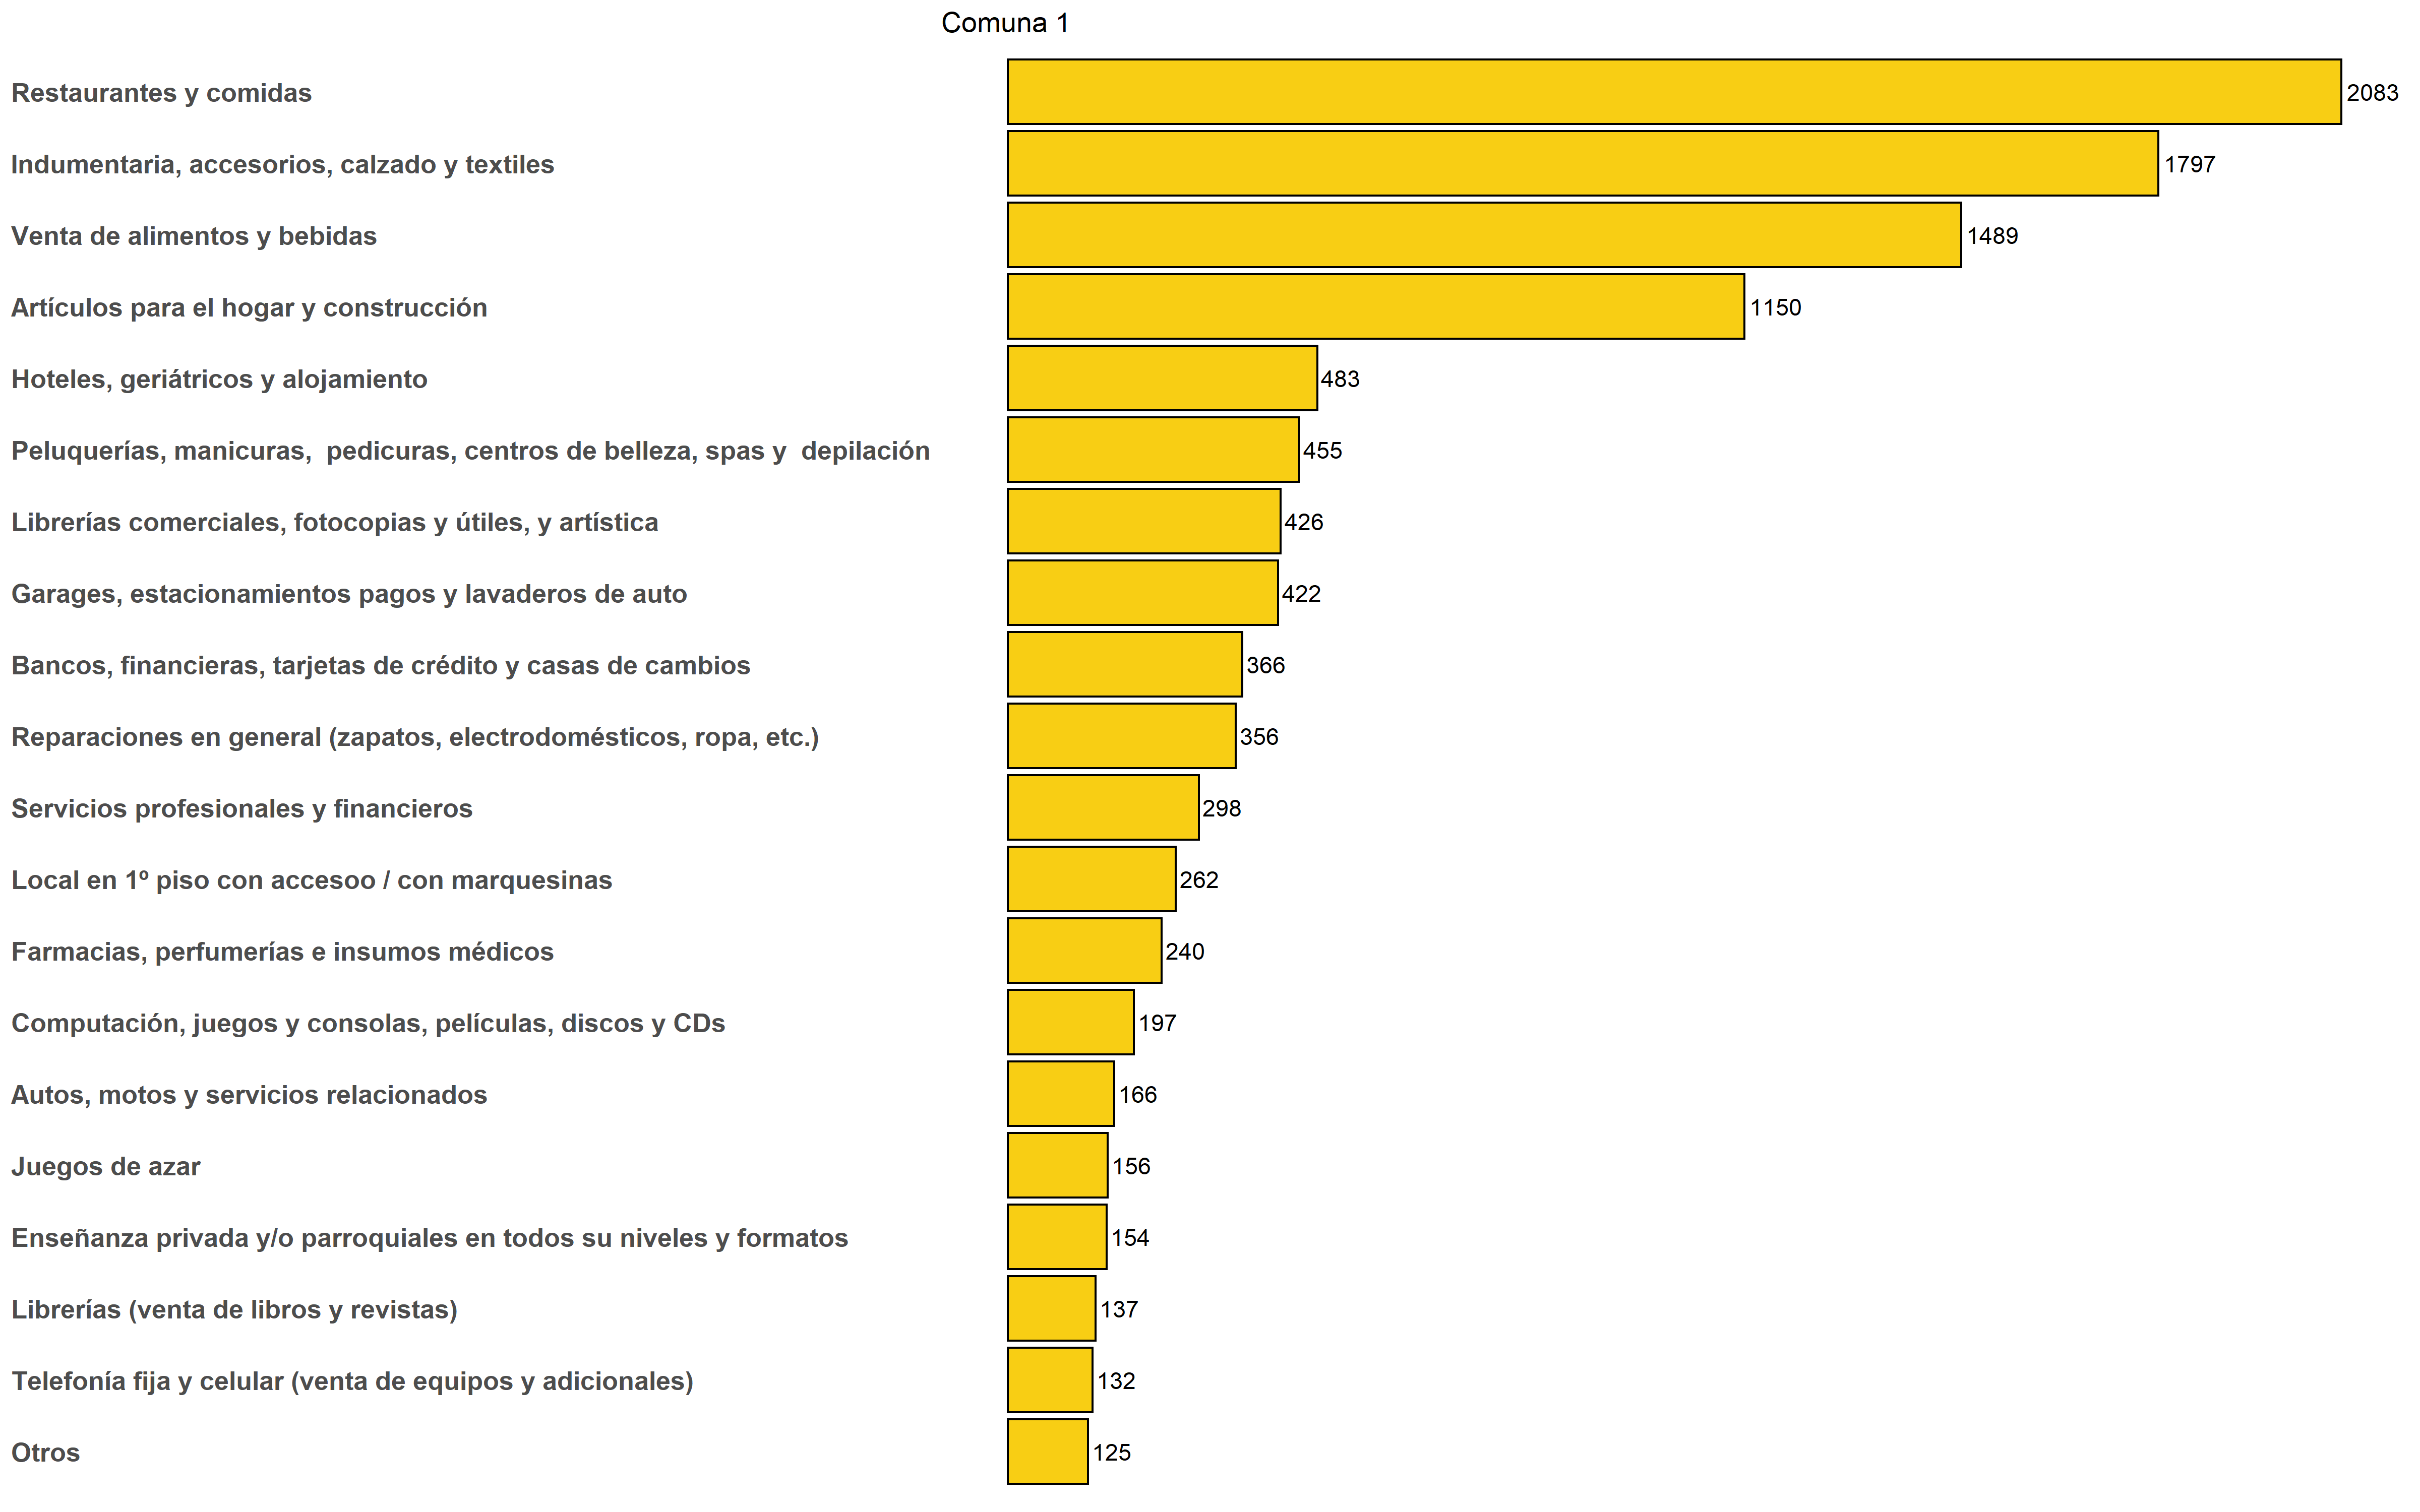 Comuna 1
Restaurantes y comidas 2083
Indumentaria, accesorios, calzado y textiles 1797
Venta de alimentos y bebidas 1489
Artículos para el hogar y construcción 1150
Hoteles, geriátricos y alojamiento 483
Peluquerías, manicuras,  pedicuras, centros de belleza, spas y  depilación 455
Librerías comerciales, fotocopias y útiles, y artística 426
Garages, estacionamientos pagos y lavaderos de auto 422
Bancos, financieras, tarjetas de crédito y casas de cambios 366
Reparaciones en general (zapatos, electrodomésticos, ropa, etc.) 356
Servicios profesionales y financieros 298
Local en 1º piso con accesoo / con marquesinas 262
Farmacias, perfumerías e insumos médicos 240
Computación, juegos y consolas, películas, discos y CDs 197
Autos, motos y servicios relacionados 166
Juegos de azar 156
Enseñanza privada y/o parroquiales en todos su niveles y formatos 154
Librerías (venta de libros y revistas) 137
Telefonía fija y celular (venta de equipos y adicionales) 132
Otros 125